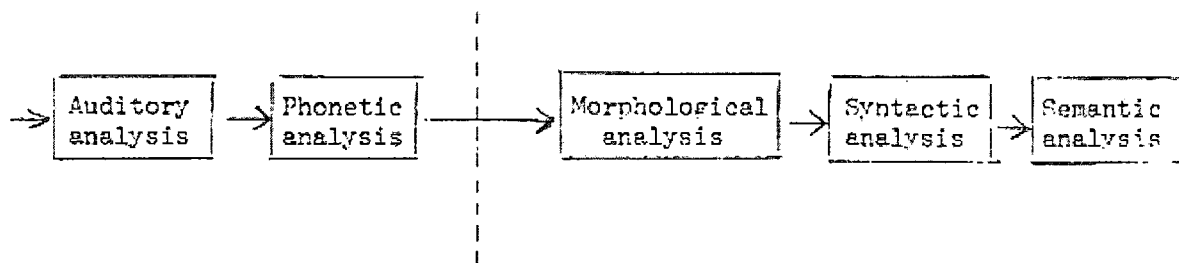 Auditory
analysis
Phonetic
analysis
Morphological
analysis
Syntactic
analysis
Semantic
analysis